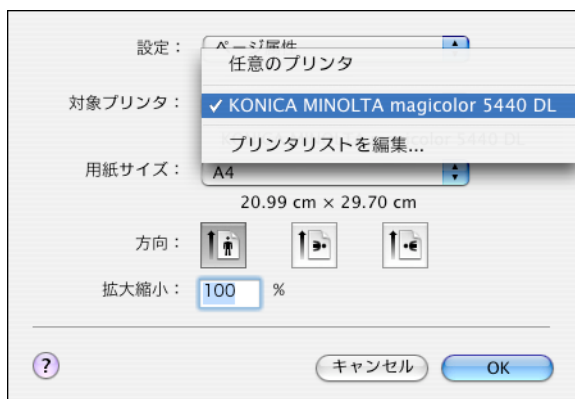 設定： ページ属性
任意のプリンタ
対象プリンタ： ✓ KONICA MINOLTA magicolor 5440 DL
プリンタリストを編集...
用紙サイズ： A4
20.99 cm × 29.70 cm
方向：
拡大縮小： 100 %
? キャンセル OK